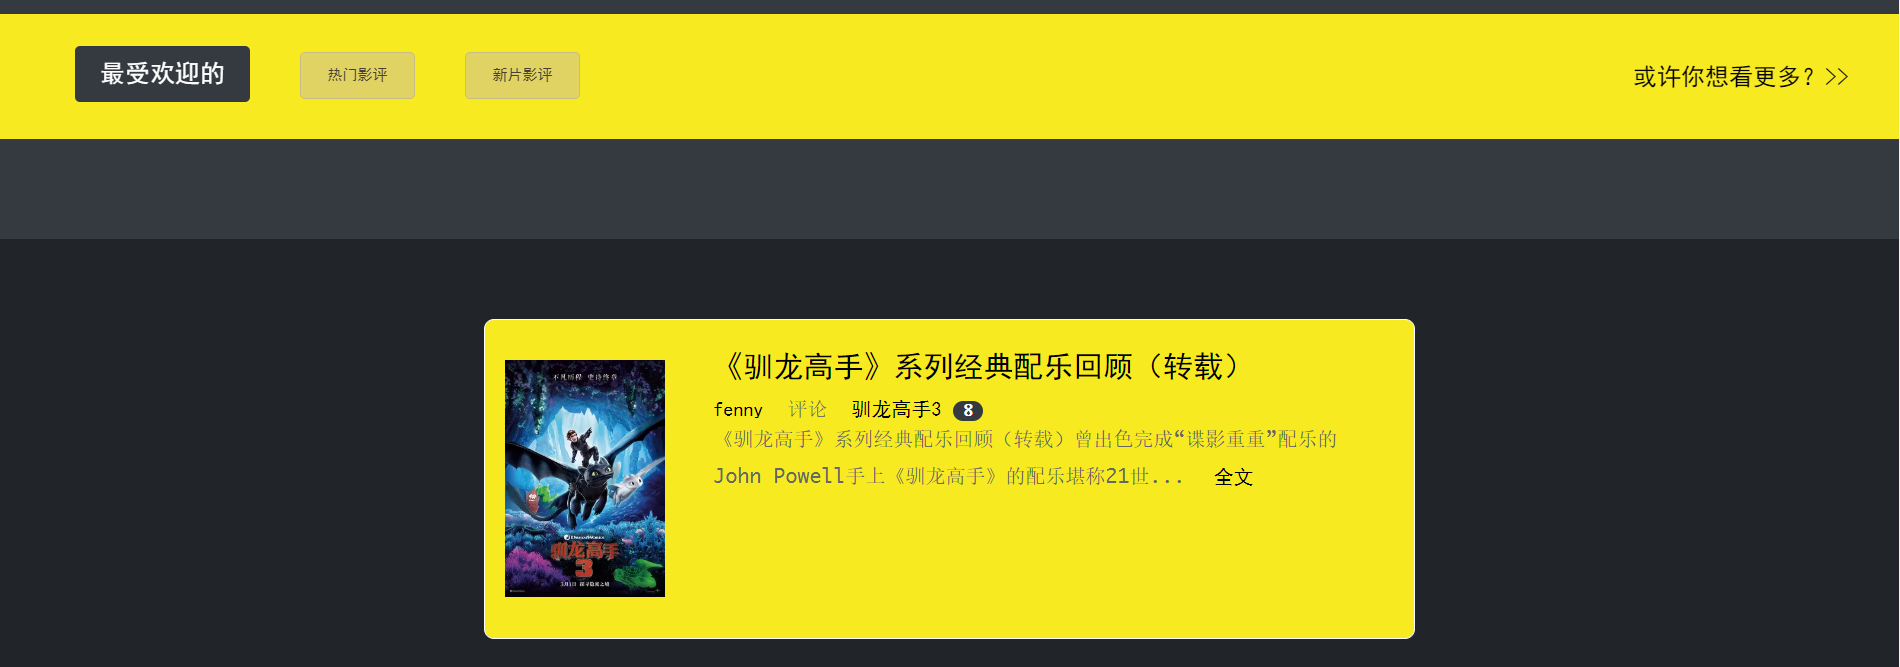 最受欢迎的
热门影评
新片影评
或许你想看更多? >>
《驯龙高手》系列经典配乐回顾（转载）
fenny 评论 驯龙高手3 8
《驯龙高手》系列经典配乐回顾（转载）曾出色完成“谍影重重”配乐的
John Powell手上《驯龙高手》的配乐堪称21世... 全文
不凡历程 史诗终章
DREAMWORKS
驯龙高手
3